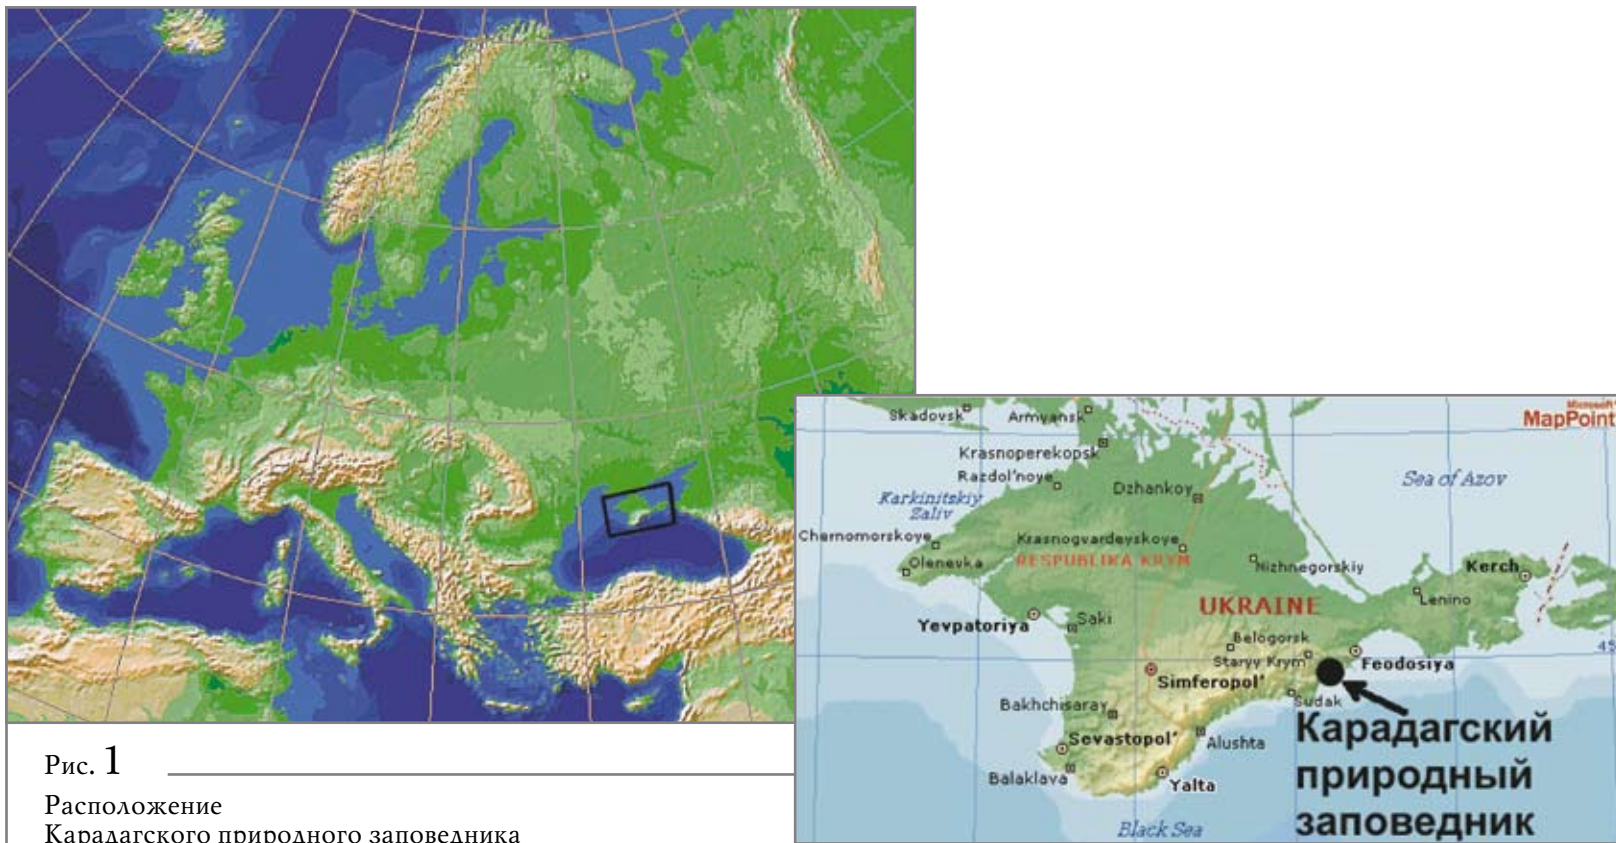 Microsoft
MapPoint
Skadovsk
Armyansk
Krasnoperekopsk
Razdol'noye
Dzhankoy
Sea of Azov
Karkinitskiy
Zaliv
Chernomorskoye
Krasnogvardeyskoye
Olenevka
RESPUBLIKA KRYM
Nizhnegorskiy
Kerch
Lenino
UKRAINE
Yevpatoriya
Saki
Belogorsk
Staryy Krym
Feodosiya
45
Simferopol'
Sudak
Bakhchisaray
Sevastopol'
Alushta
Balaklava
Yalta
Black Sea
Карадагский
природный
заповедник
Рис. 1
Расположение
Карадагского природного заповедника